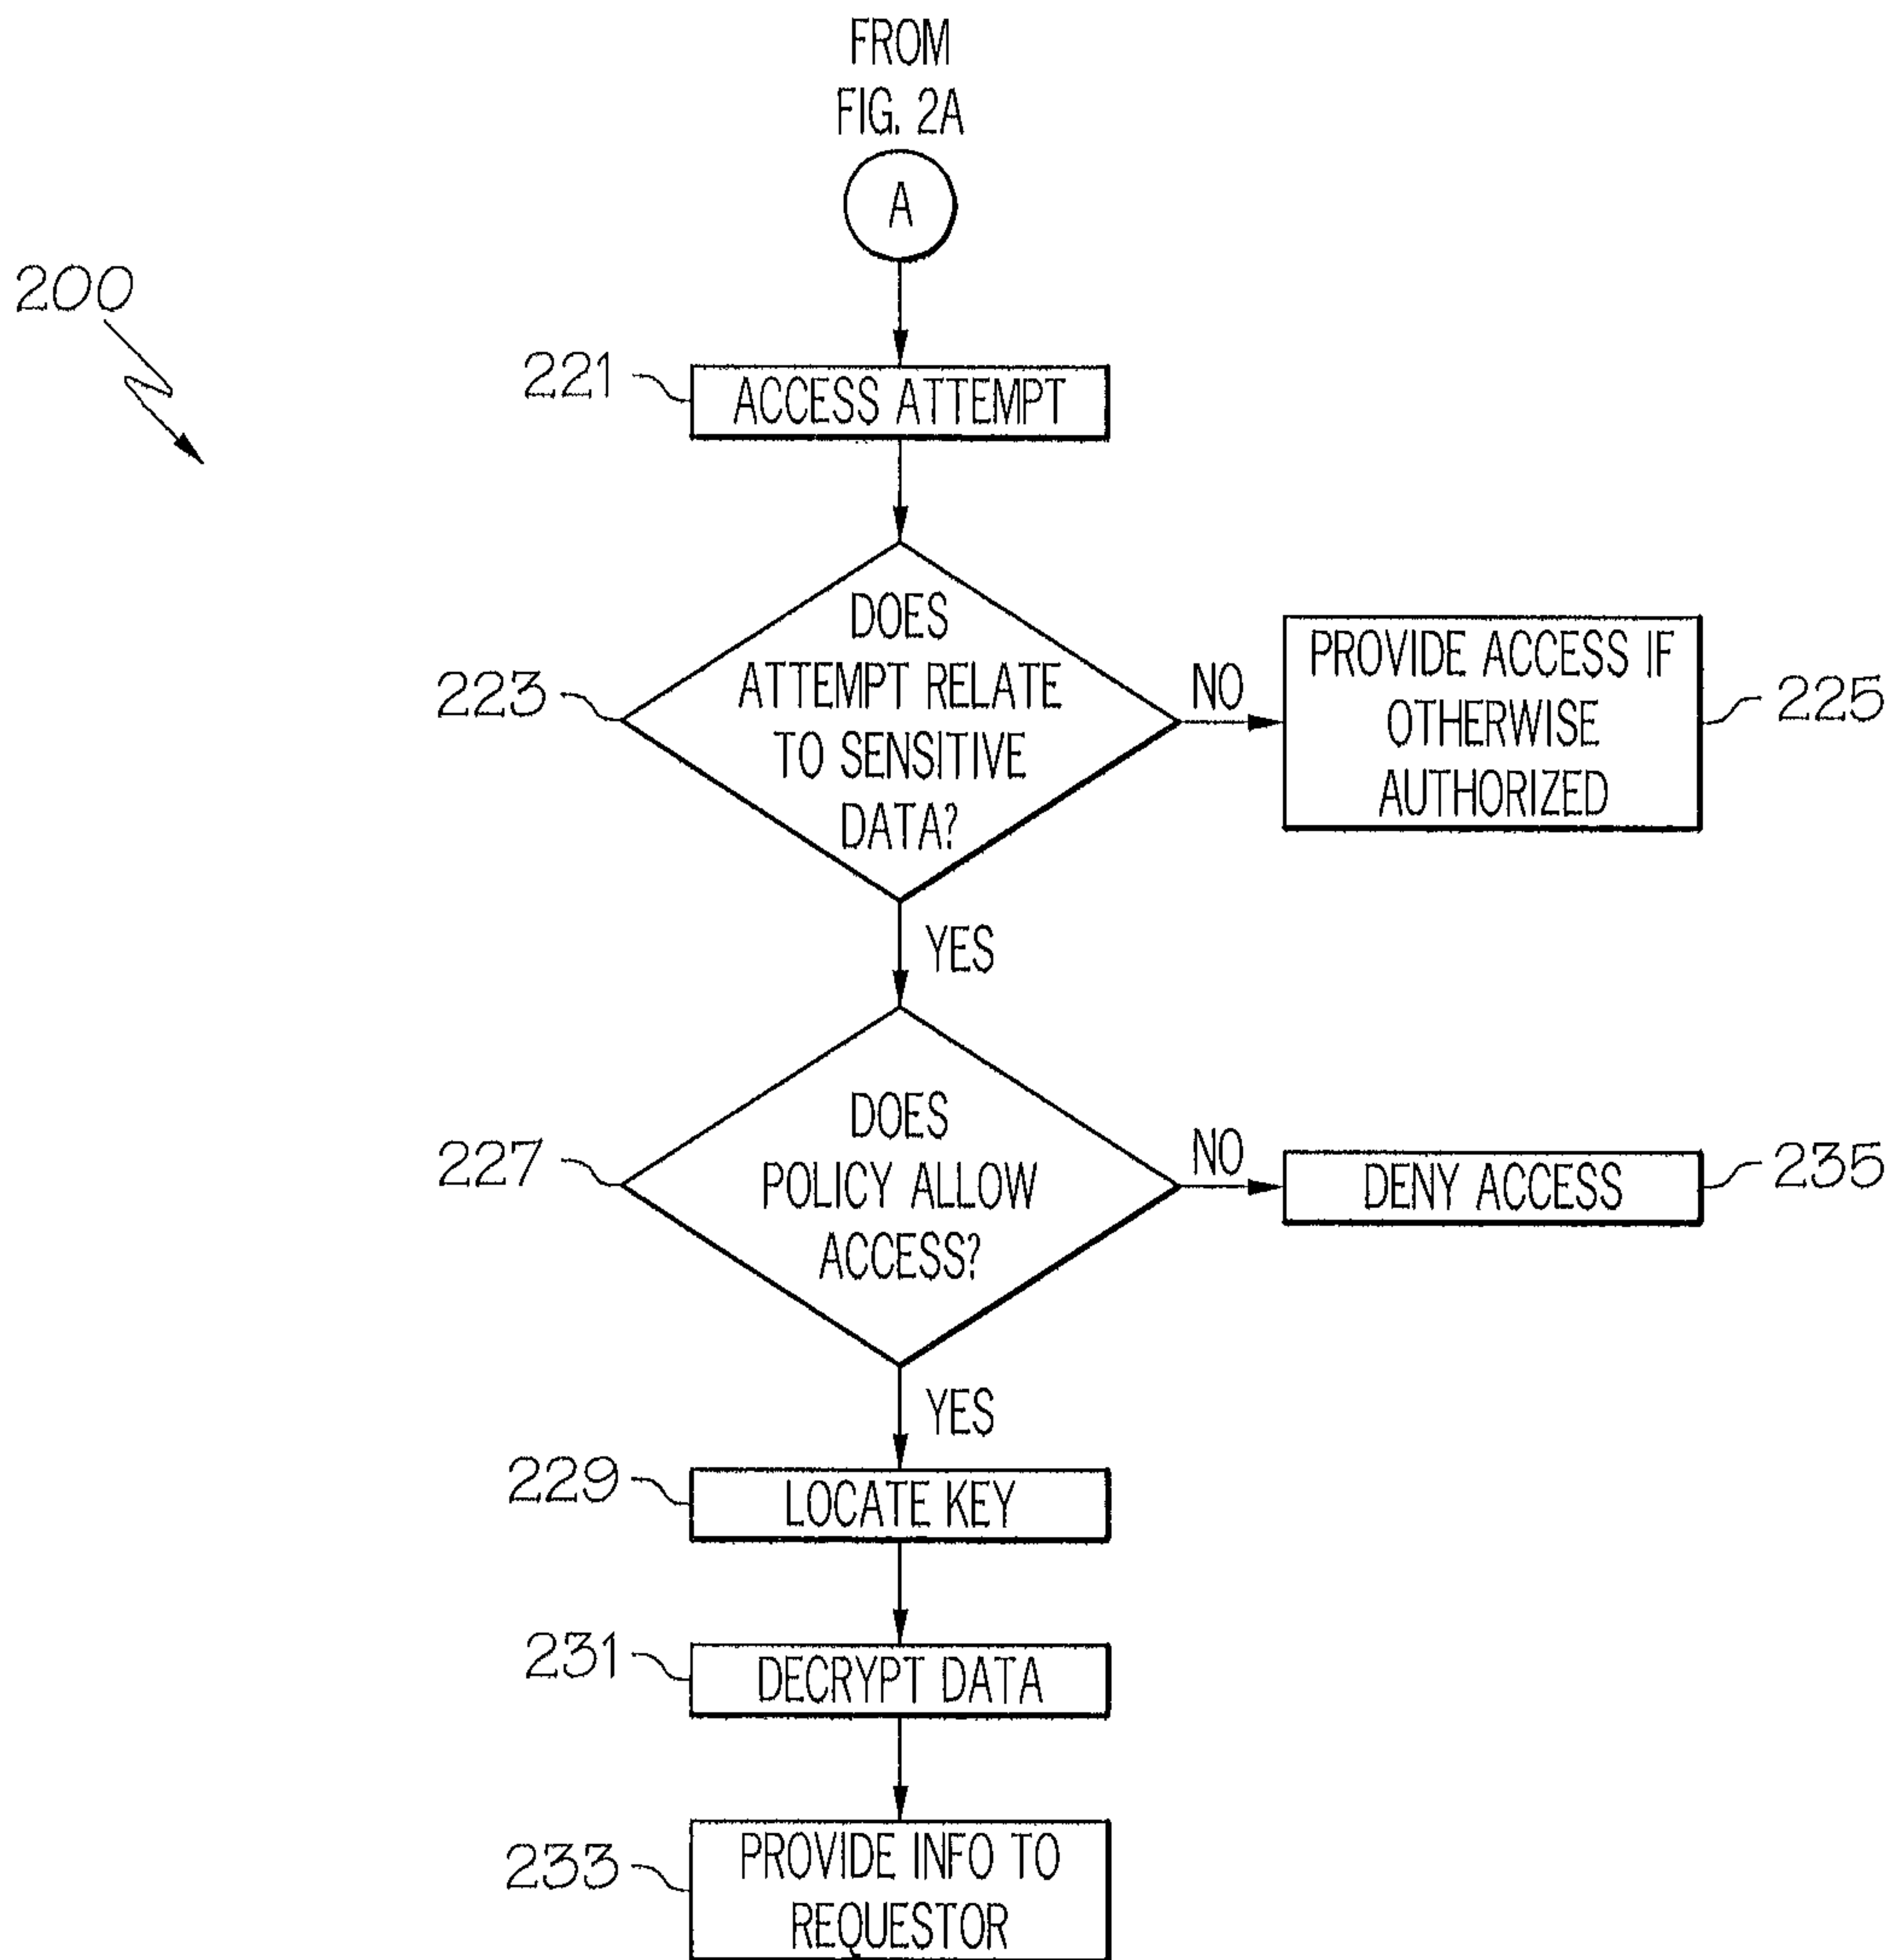 FROM
FIG. 2A
A
200
221
ACCESS ATTEMPT
223
DOES
ATTEMPT RELATE
TO SENSITIVE
DATA?
NO
PROVIDE ACCESS IF
OTHERWISE
AUTHORIZED
225
YES
227
DOES
POLICY ALLOW
ACCESS?
NO
DENY ACCESS
235
YES
229
LOCATE KEY
231
DECRYPT DATA
233
PROVIDE INFO TO
REQUESTOR